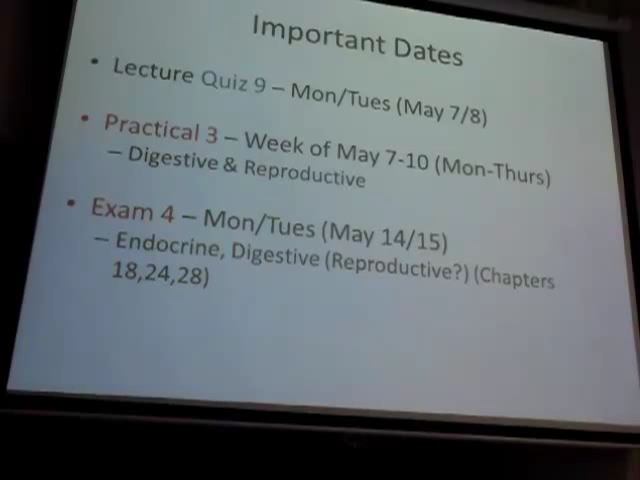 Important Dates
• Lecture Quiz 9 – Mon/Tues (May 7/8)
• Practical 3 – Week of May 7-10 (Mon-Thurs)
– Digestive & Reproductive
• Exam 4 – Mon/Tues (May 14/15)
– Endocrine, Digestive (Reproductive?) (Chapters
18,24,28)